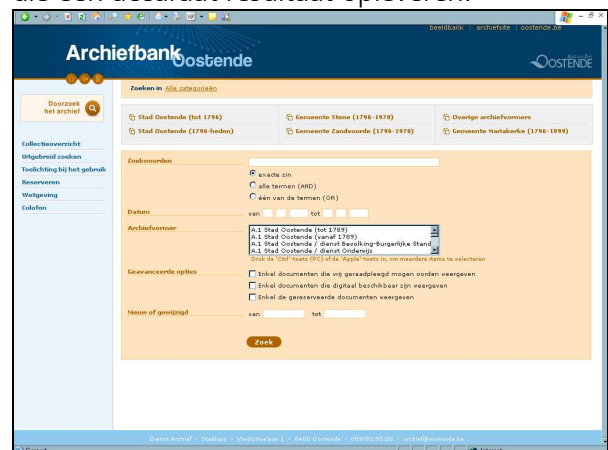 die een accuraat resultaat opleveren.
beeldbank | archiefsite | oostende.be
Archiefbank Oostende
OOSTENDE
Zoeken in Alle categorieën
Doorzoek
het archief
Stad Oostende (tot 1796)
Gemeente Stene (1796-1970)
Overige archiefvormers
Stad Oostende (1796-heden)
Gemeente Zandvoorde (1796-1970)
Gemeente Mariakerke (1796-1899)
Collectieoverzicht
Uitgebreid zoeken
Toelichting bij het gebruik
Reserveren
Wetgeving
Colofon
Zoekwoorden
exacte zin
alle termen (AND)
één van de termen (OR)
Datum
van
tot
Archiefvormer
A.1 Stad Oostende (tot 1789)
A.1 Stad Oostende (vanaf 1789)
A.1 Stad Oostende / dienst Bevolking-Burgerlijke Stand
A.1 Stad Oostende / dienst Onderwijs
Druk de 'Ctrl'-toets (PC) of de 'Apple'-toets in, om meerdere items te selecteren
Geavanceerde opties
Enkel documenten die vrij geraadpleegd mogen worden weergeven
Enkel documenten die digitaal beschikbaar zijn weergeven
Enkel de gereserveerde documenten weergeven
Nieuw of gewijzigd
van
tot
Zoek
Dienst Archief - Stadhuis - Vindictivelaan 1 - 8400 Oostende - 059/80.55.00 - archief@oostende.be
Internet